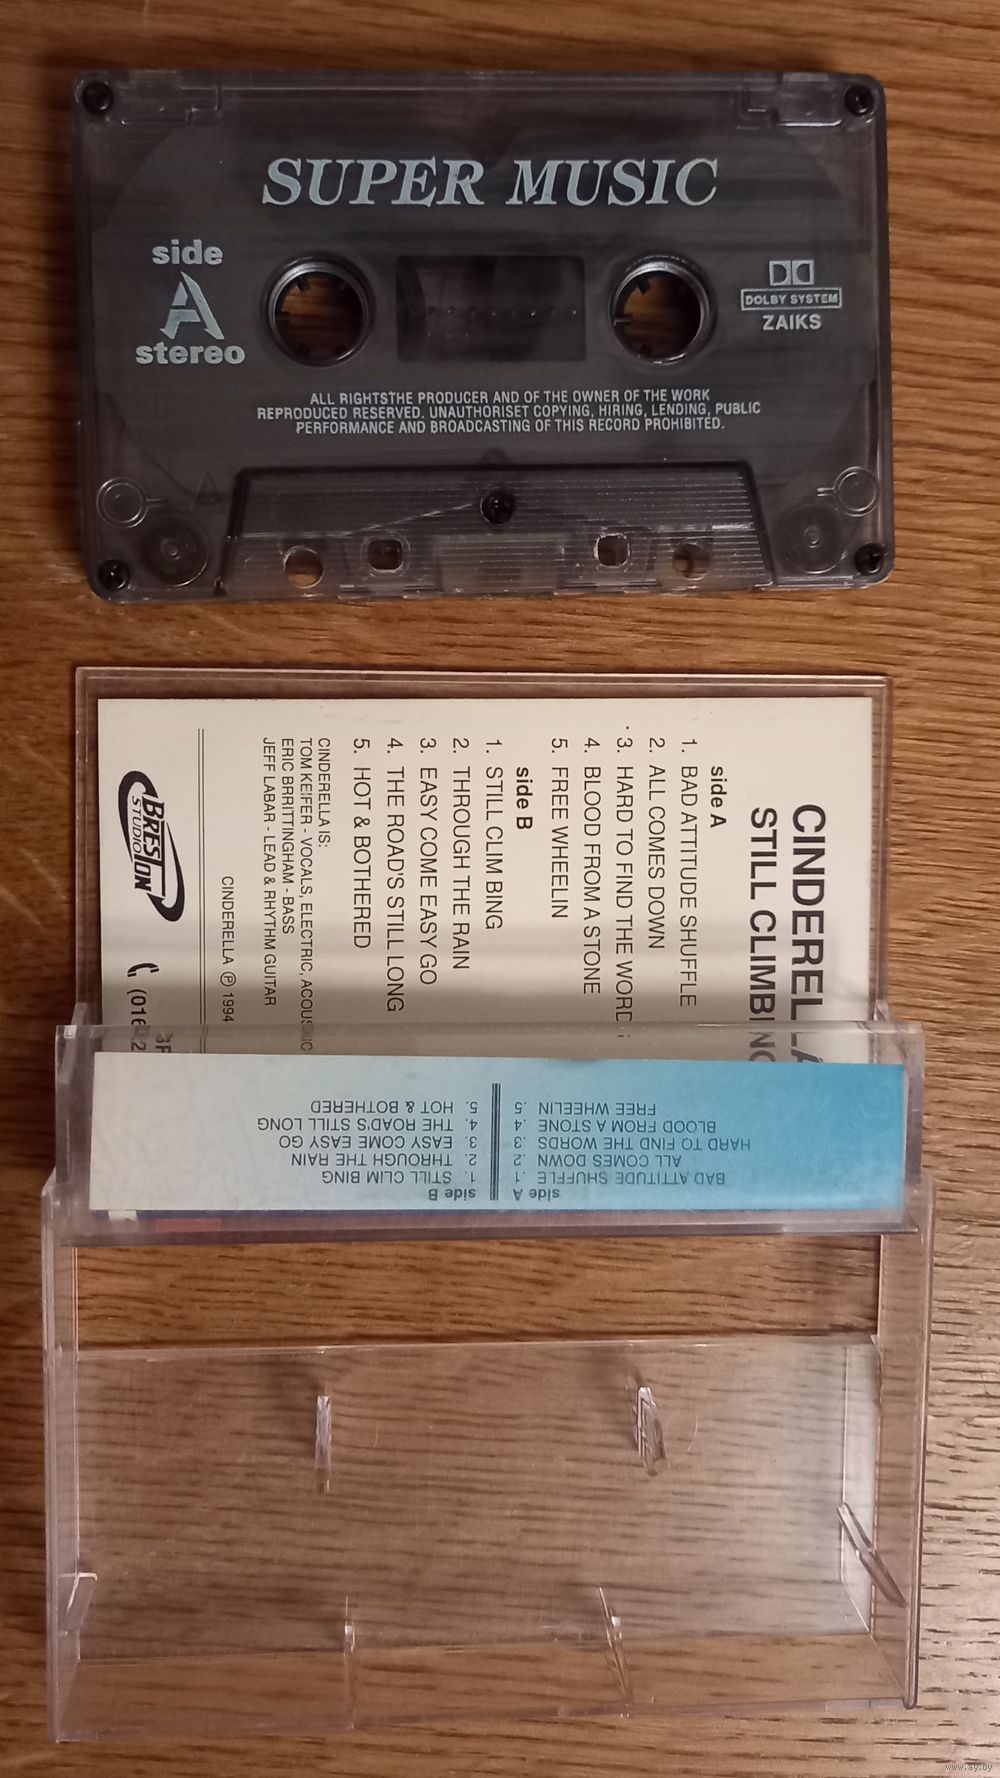 SUPER MUSIC
side
A
stereo
DOLBY SYSTEM
ZAIKS
ALL RIGHTSTHE PRODUCER AND OF THE OWNER OF THE WORK
REPRODUCED RESERVED. UNAUTHORISET COPYING, HIRING, LENDING, PUBLIC
PERFORMANCE AND BROADCASTING OF THIS RECORD PROHIBITED.
CINDERELLA
STILL CLIMBING
side A
1. BAD ATTITUDE SHUFFLE
2. ALL COMES DOWN
3. HARD TO FIND THE WORD
4. BLOOD FROM A STONE
5. FREE WHEELIN
side B
1. STILL CLIM BING
2. THROUGH THE RAIN
3. EASY COME EASY GO
4. THE ROAD'S STILL LONG
5. HOT & BOTHERED
CINDERELLA IS:
TOM KEIFER - VOCALS, ELECTRIC, ACOUSTIC
ERIC BRRITTINGHAM - BASS
JEFF LABAR - LEAD & RHYTHM GUITAR
CINDERELLA ℗ 1994
BRESTON
STUDIO
side A
BAD ATTITUDE SHUFFLE .1
ALL COMES DOWN .2
HARD TO FIND THE WORDS .3
BLOOD FROM A STONE .4
FREE WHEELIN .5
side B
1. STILL CLIM BING
2. THROUGH THE RAIN
3. EASY COME EASY GO
4. THE ROAD'S STILL LONG
5. HOT & BOTHERED
www.ay.by